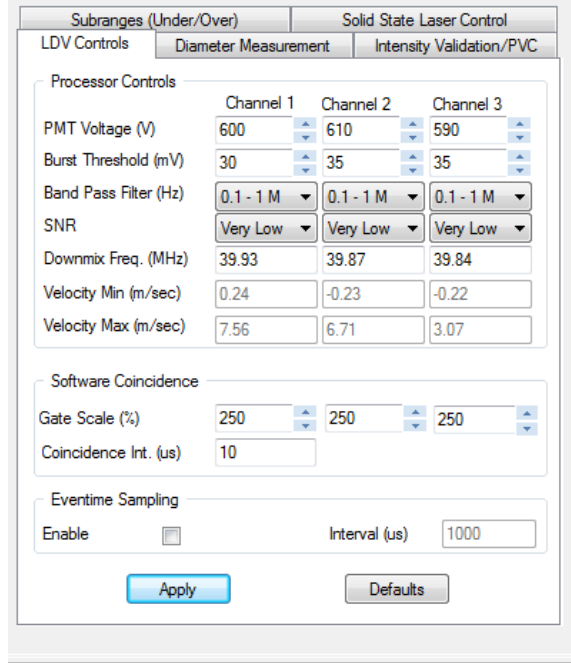 Subranges (Under/Over) Solid State Laser Control
LDV Controls Diameter Measurement Intensity Validation/PVC
Processor Controls
Channel 1 Channel 2 Channel 3
PMT Voltage (V) 600 610 590
Burst Threshold (mV) 30 35 35
Band Pass Filter (Hz) 0.1 - 1 M 0.1 - 1 M 0.1 - 1 M
SNR Very Low Very Low Very Low
Downmix Freq. (MHz) 39.93 39.87 39.84
Velocity Min (m/sec) 0.24 -0.23 -0.22
Velocity Max (m/sec) 7.56 6.71 3.07
Software Coincidence
Gate Scale (%) 250 250 250
Coincidence Int. (us) 10
Eventime Sampling
Enable Interval (us) 1000
Apply Defaults